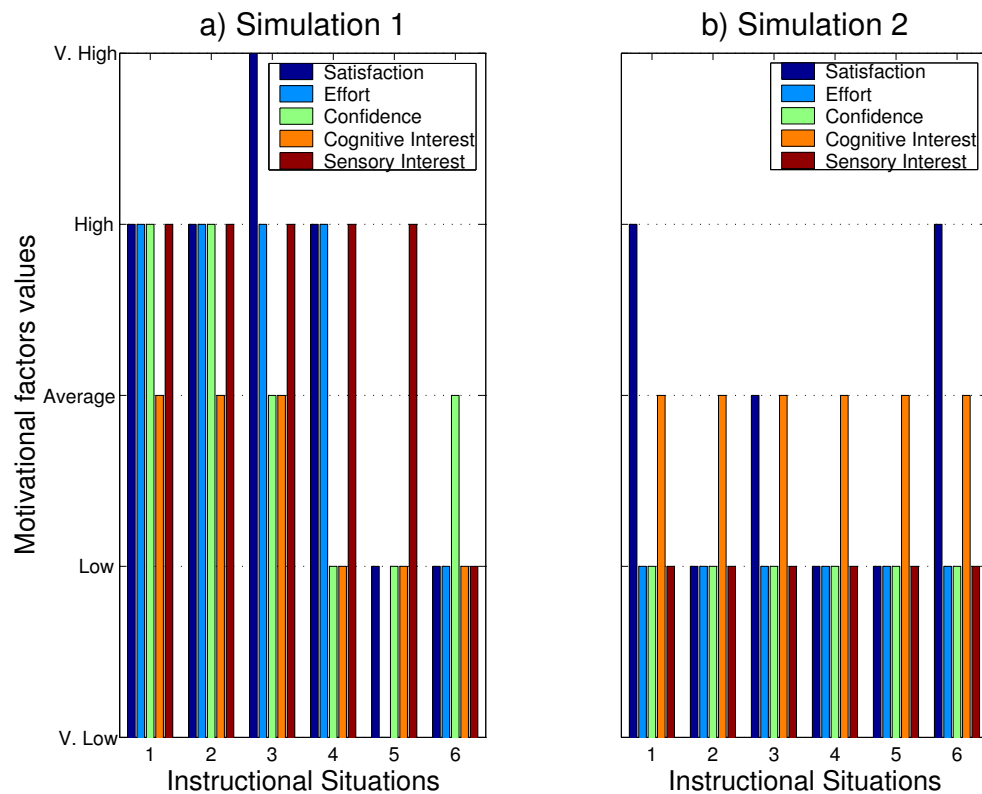 a) Simulation 1
V. High
High
Average
Low
V. Low
Motivational factors values
Satisfaction
Effort
Confidence
Cognitive Interest
Sensory Interest
1 2 3 4 5 6
Instructional Situations
b) Simulation 2
Satisfaction
Effort
Confidence
Cognitive Interest
Sensory Interest
1 2 3 4 5 6
Instructional Situations